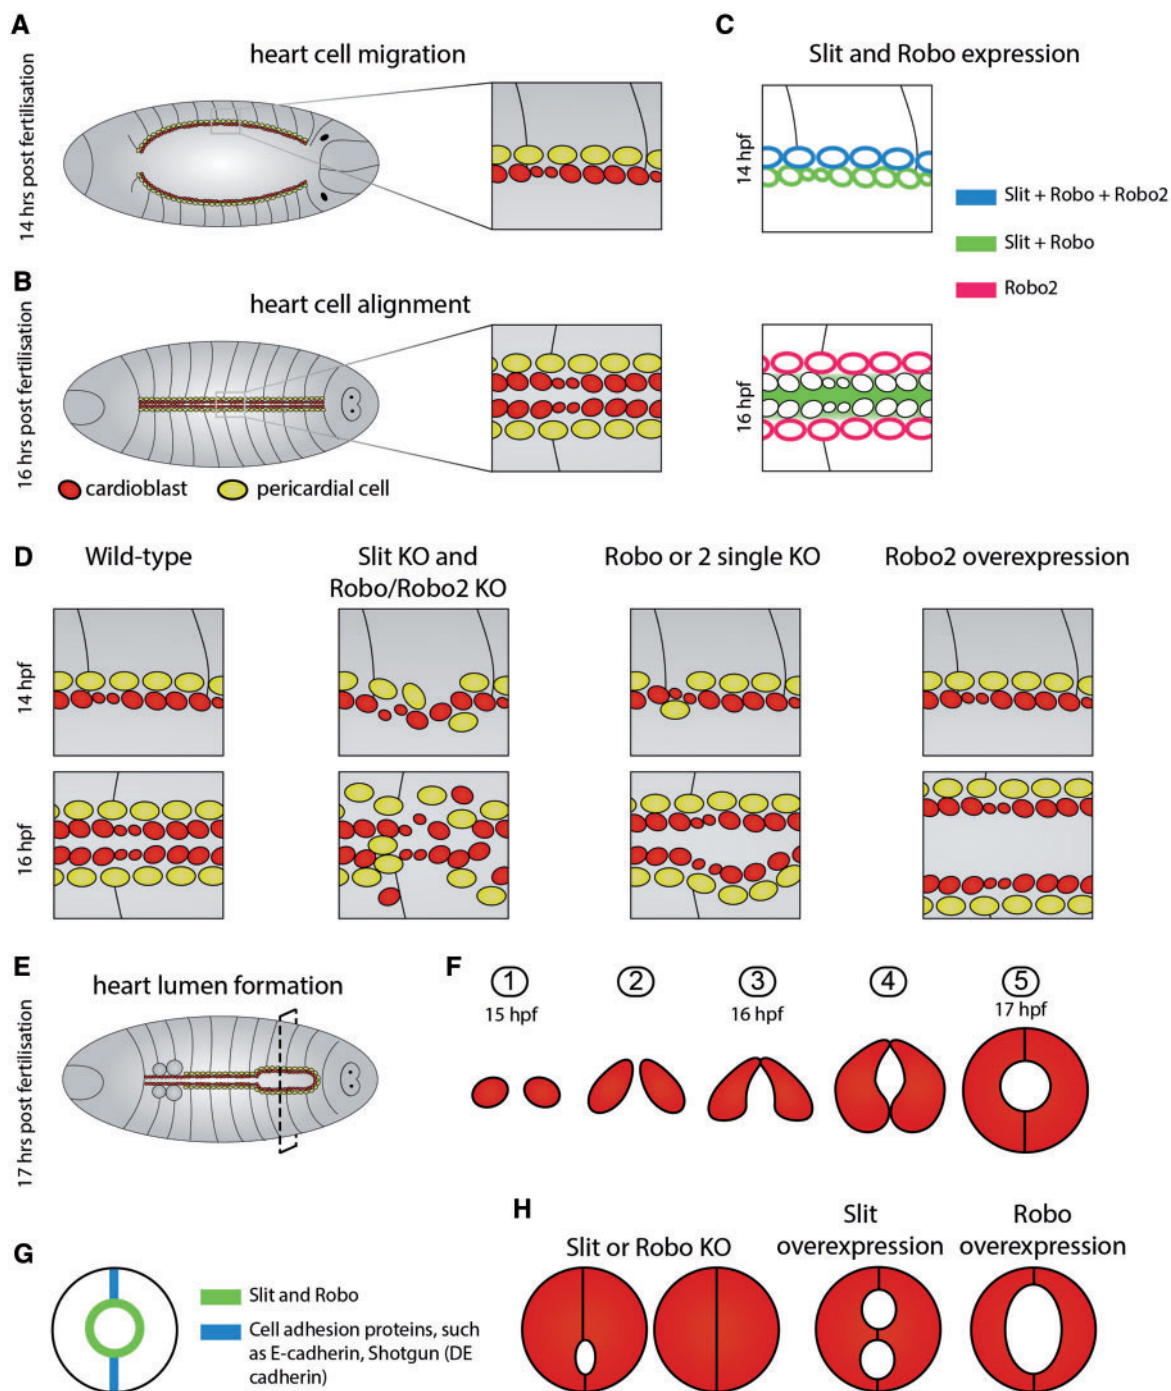 A
heart cell migration
14 hrs post fertilisation
C
Slit and Robo expression
14 hpf
Slit + Robo + Robo2
Slit + Robo
Robo2
B
heart cell alignment
16 hrs post fertilisation
16 hpf
cardioblast
pericardial cell
D
Wild-type
Slit KO and
Robo/Robo2 KO
Robo or 2 single KO
Robo2 overexpression
14 hpf
16 hpf
E
heart lumen formation
17 hrs post fertilisation
F
1
2
3
4
5
15 hpf
16 hpf
17 hpf
G
Slit and Robo
Cell adhesion proteins, such
as E-cadherin, Shotgun (DE
cadherin)
H
Slit or Robo KO
Slit
overexpression
Robo
overexpression